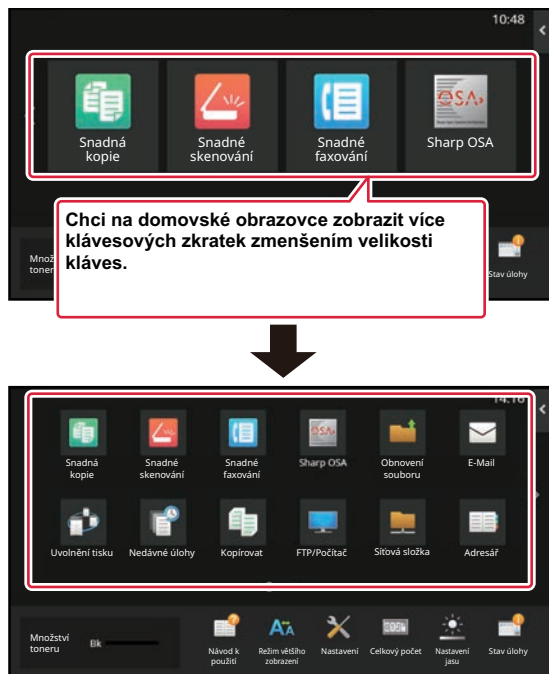 10:48
Snadná
kopie
Snadné
skenování
Snadné
faxování
Sharp OSA
Chci na domovské obrazovce zobrazit více
klávesových zkratek zmenšením velikosti
kláves.
Stav úlohy
14:16
Snadná
kopie
Snadné
skenování
Snadné
faxování
Sharp OSA
Obnovení
souboru
E-Mail
Uvolnění tisku
Nedávné úlohy
Kopírovat
FTP/Počítač
Síťová složka
Adresář
Množství
toneru
Bk
Návod k
použití
Režim většího
zobrazení
Nastavení
Celkový počet
Nastavení
jasu
Stav úlohy